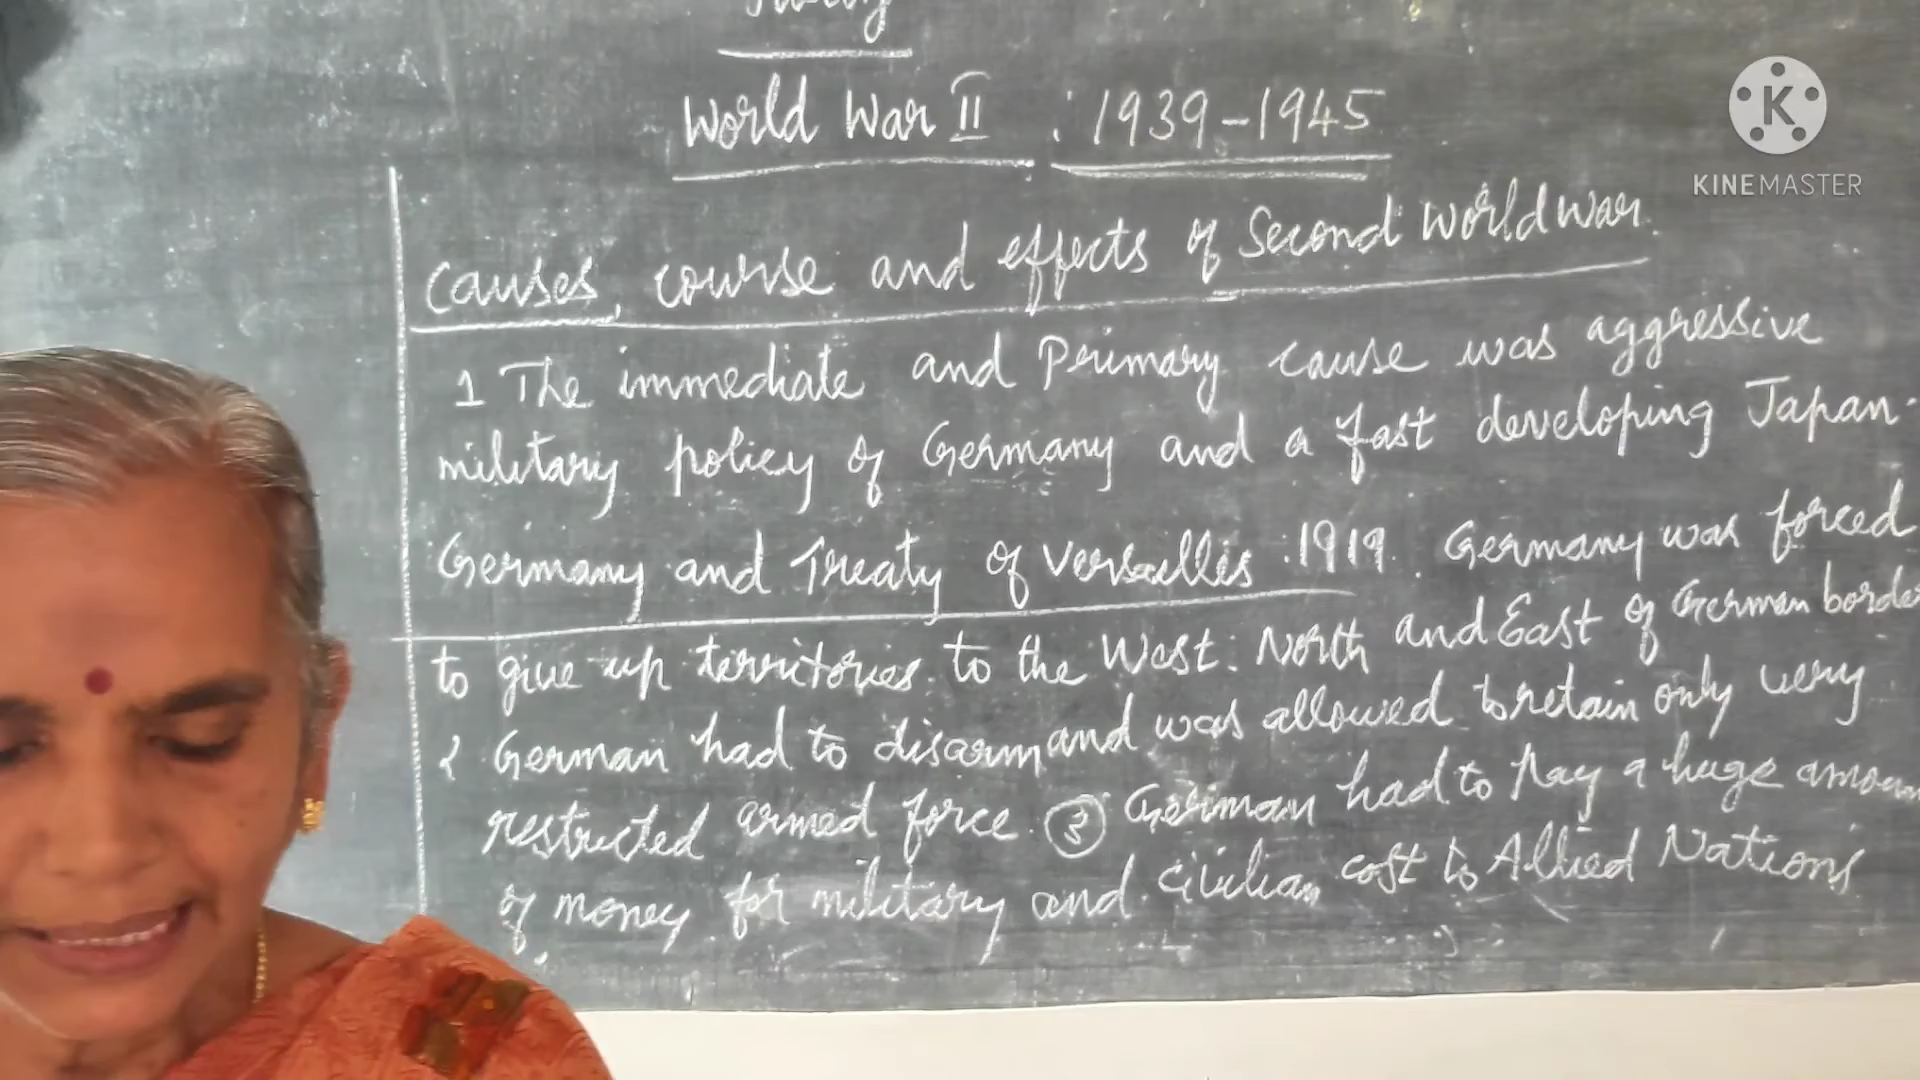 World War II : 1939-1945
K
KINEMASTER
causes, course and effects of Second World War.
1 The immediate and Primary cause was aggressive
military policy of Germany and a fast developing Japan.
Germany and Treaty of Versallis : 1919. Germany was forced
to give up territories to the West. North and East of German border
2 German had to disarm and was allowed to retain only very
restricted armed force. 3 German had to Pay a huge amoun
of money for military and civilian cost to Allied Nations